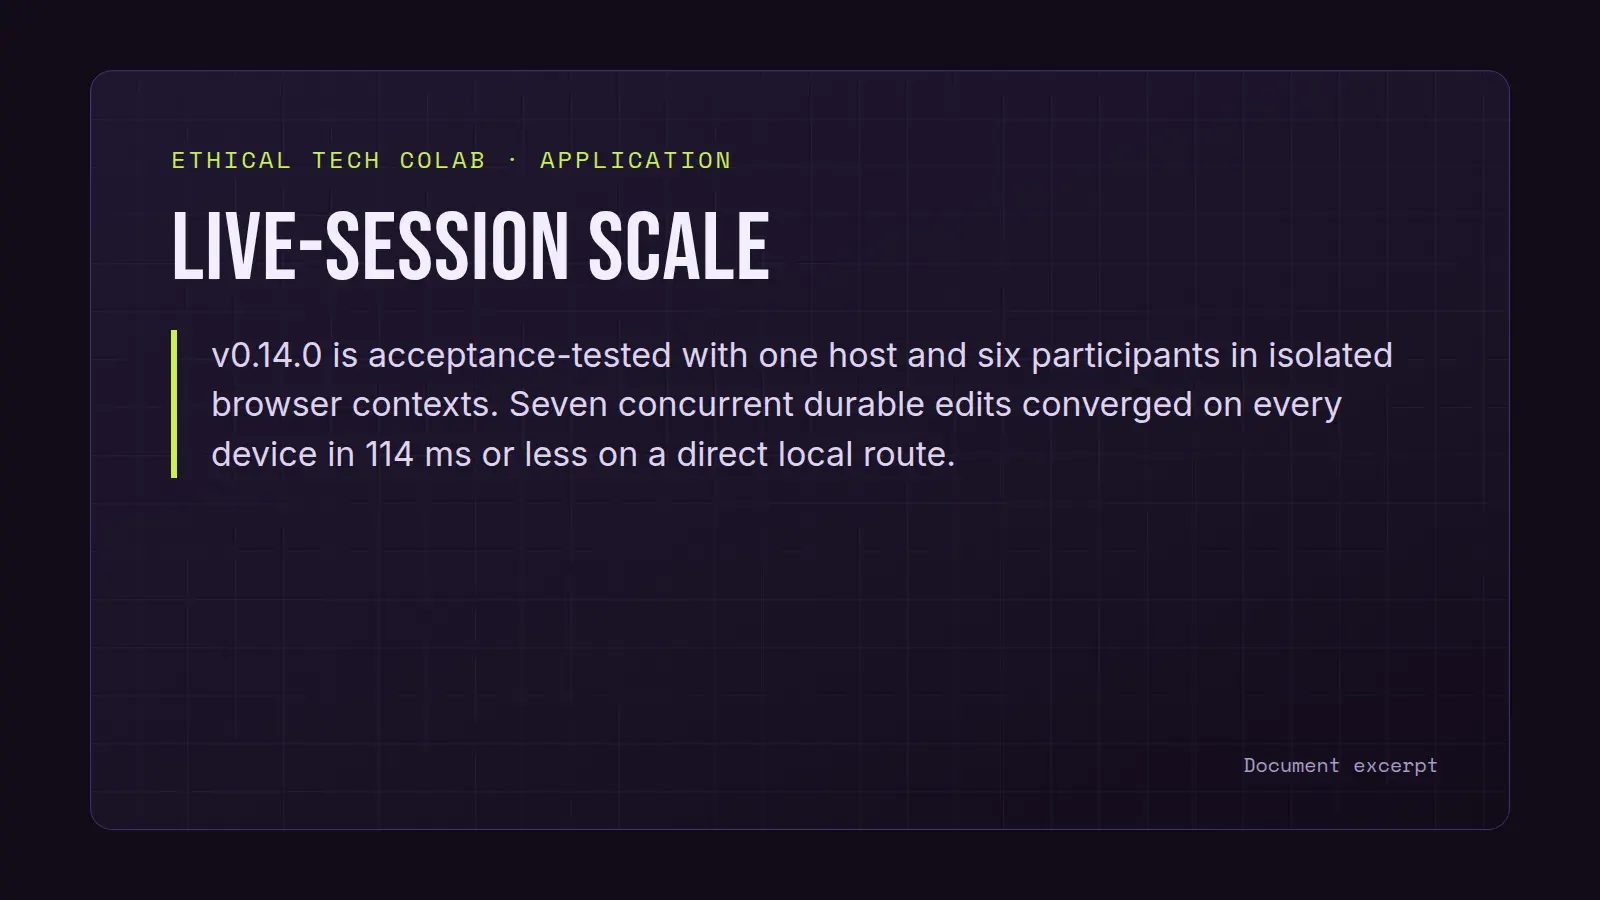 ETHICAL TECH COLAB · APPLICATION
LIVE-SESSION SCALE
v0.14.0 is acceptance-tested with one host and six participants in isolated
browser contexts. Seven concurrent durable edits converged on every
device in 114 ms or less on a direct local route.
Document excerpt